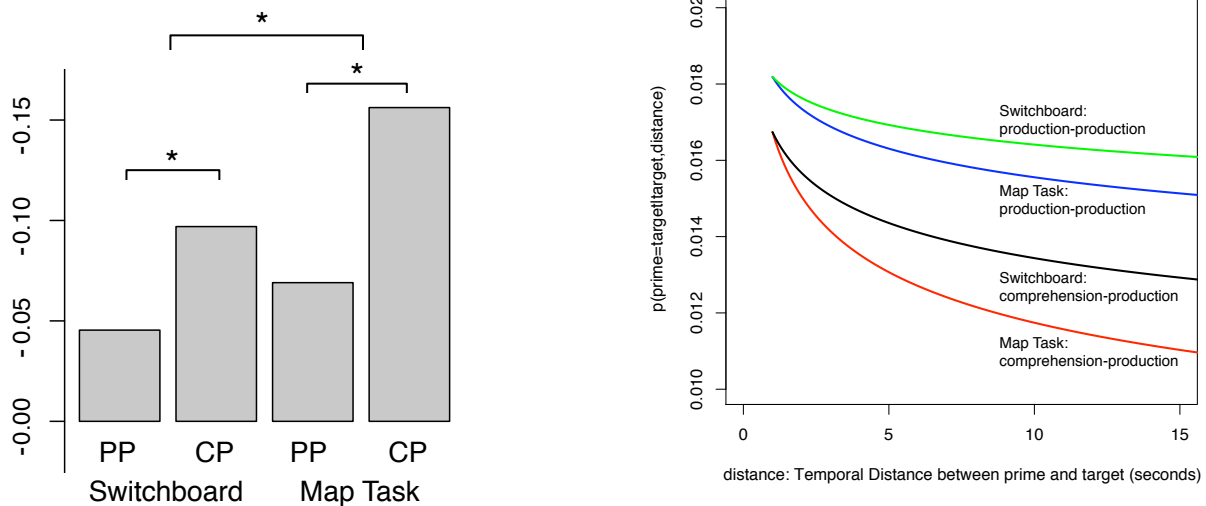 *
*
*
-0.15
-0.10
-0.05
-0.00
PP CP PP CP
Switchboard Map Task
p(prime=target|target,distance)
0.018
0.016
0.014
0.012
0.010
Switchboard:
production-production
Map Task:
production-production
Switchboard:
comprehension-production
Map Task:
comprehension-production
0 5 10 15
distance: Temporal Distance between prime and target (seconds)